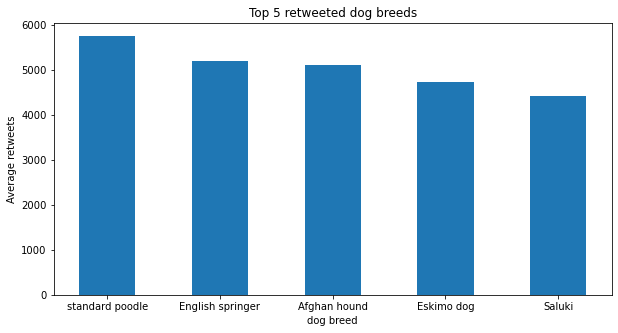 Top 5 retweeted dog breeds
Average retweets
6000
5000
4000
3000
2000
1000
0
standard poodle English springer Afghan hound Eskimo dog Saluki
dog breed